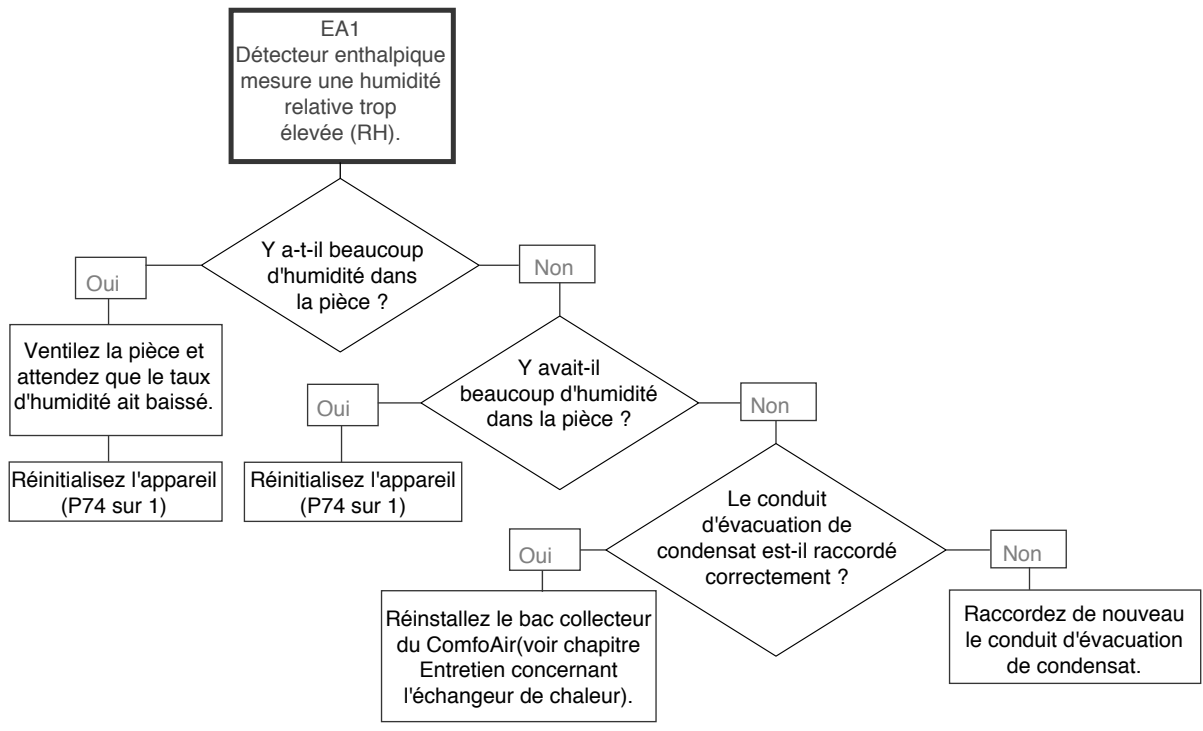 EA1
Détecteur enthalpique
mesure une humidité
relative trop
élevée (RH).
Y a-t-il beaucoup
d'humidité dans
la pièce ?
Oui
Non
Ventilez la pièce et
attendez que le taux
d'humidité ait baissé.
Réinitialisez l'appareil
(P74 sur 1)
Y avait-il
beaucoup d'humidité
dans la pièce ?
Oui
Non
Réinitialisez l'appareil
(P74 sur 1)
Le conduit
d'évacuation de
condensat est-il raccordé
correctement ?
Oui
Non
Réinstallez le bac collecteur
du ComfoAir(voir chapitre
Entretien concernant
l'échangeur de chaleur).
Raccordez de nouveau
le conduit d'évacuation
de condensat.